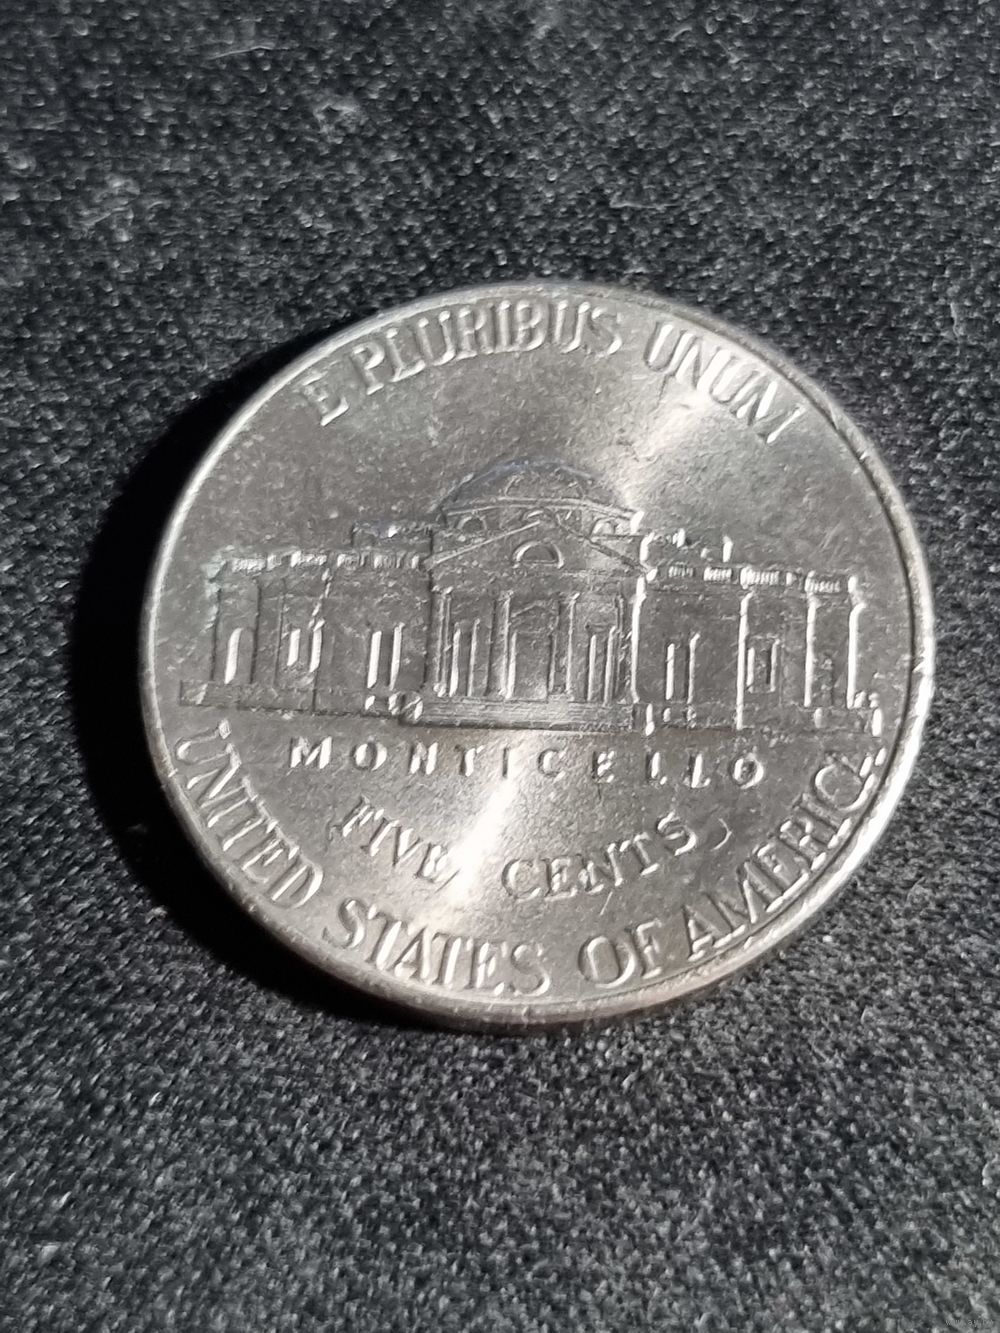 E PLURIBUS UNUM
MONTICELLO
FIVE CENTS
UNITED STATES OF AMERICA